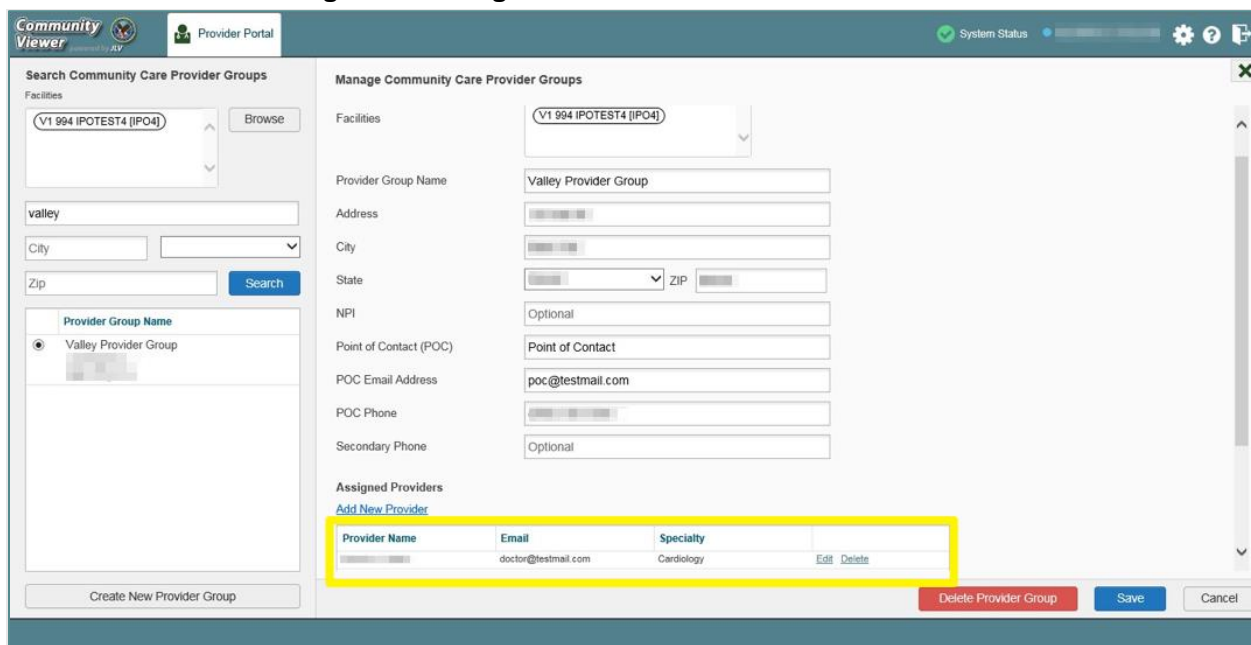 Community
Viewer powered by JLV
Provider Portal
System Status
Search Community Care Provider Groups
Facilities
V1 994 IPOTEST4 [IPO4]
Browse
valley
City
Zip
Search
Provider Group Name
Valley Provider Group
Create New Provider Group
Manage Community Care Provider Groups
Facilities
V1 994 IPOTEST4 [IPO4]
Provider Group Name
Valley Provider Group
Address
City
State
ZIP
NPI
Optional
Point of Contact (POC)
Point of Contact
POC Email Address
poc@testmail.com
POC Phone
Secondary Phone
Optional
Assigned Providers
Add New Provider
Provider Name Email Specialty
doctor@testmail.com Cardiology Edit Delete
Delete Provider Group
Save
Cancel